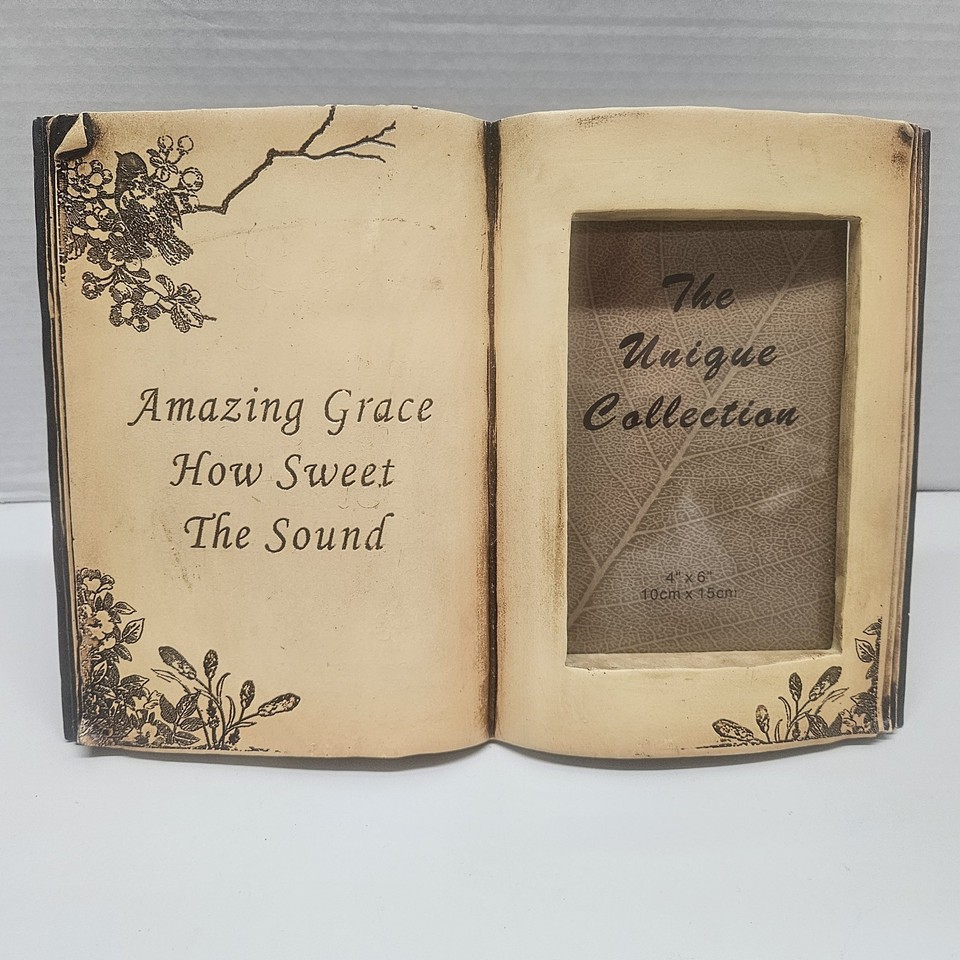 Amazing Grace
How Sweet
The Sound
The
Unique
Collection
4" x 6"
10cm x 15cm